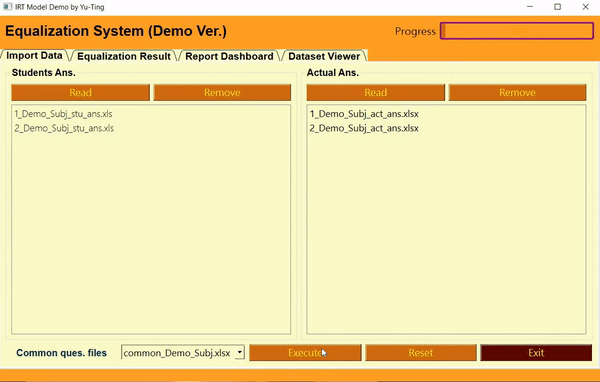 IRT Model Demo by Yu-Ting
Equalization System (Demo Ver.)
Progress
Import Data Equalization Result Report Dashboard Dataset Viewer
Students Ans.
Read Remove
1_Demo_Subj_stu_ans.xls
2_Demo_Subj_stu_ans.xls
Actual Ans.
Read Remove
1_Demo_Subj_act_ans.xlsx
2_Demo_Subj_act_ans.xlsx
Common ques. files common_Demo_Subj.xlsx Execute Reset Exit